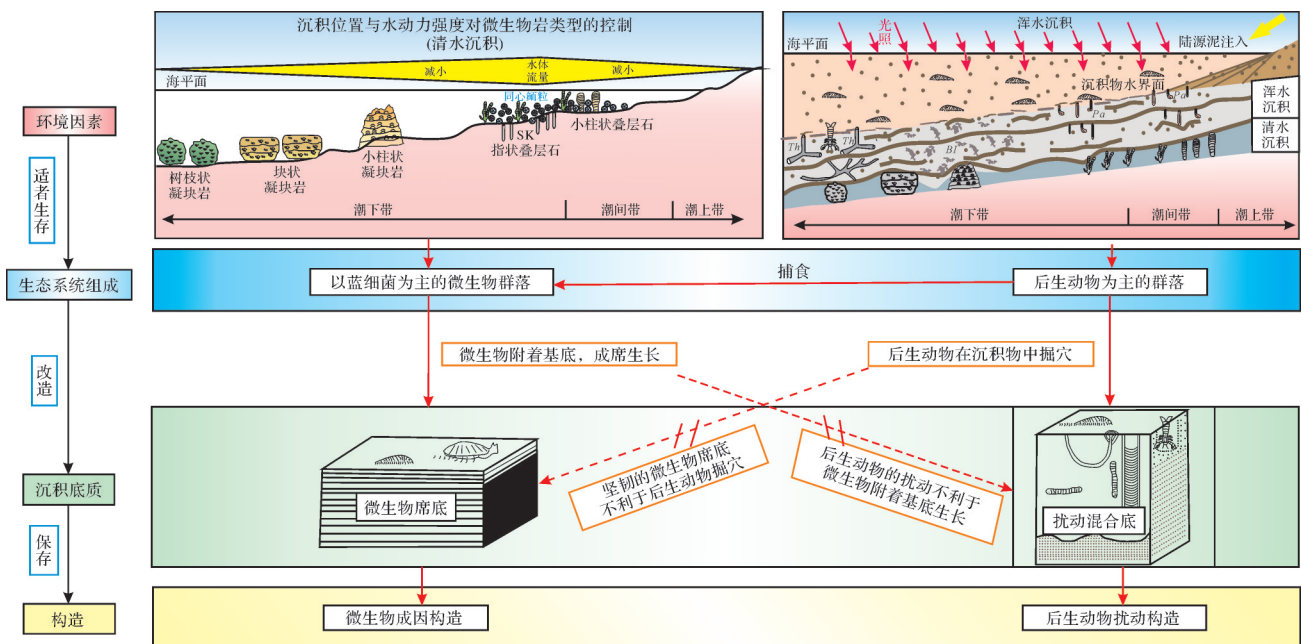 沉积位置与水动力强度对微生物岩类型的控制
(清水沉积)
海平面
减小
水体
流量
减小
同心颗粒
SK
小柱状叠层石
指状叠层石
小柱状
凝块岩
块状
凝块岩
树枝状
凝块岩
潮下带
潮间带
潮上带
浑水沉积
光照
海平面
陆源泥注入
沉积物水界面
浑水
沉积
清水
沉积
Pa
Pa
Th
Th
Bl
潮下带
潮间带
潮上带
环境因素
适者生存
生态系统组成
改造
沉积底质
保存
构造
以蓝细菌为主的微生物群落
捕食
后生动物为主的群落
微生物附着基底，成席生长
后生动物在沉积物中掘穴
坚韧的微生物席底
不利于后生动物掘穴
后生动物的扰动不利于
微生物附着基底生长
微生物席底
扰动混合底
微生物成因构造
后生动物扰动构造